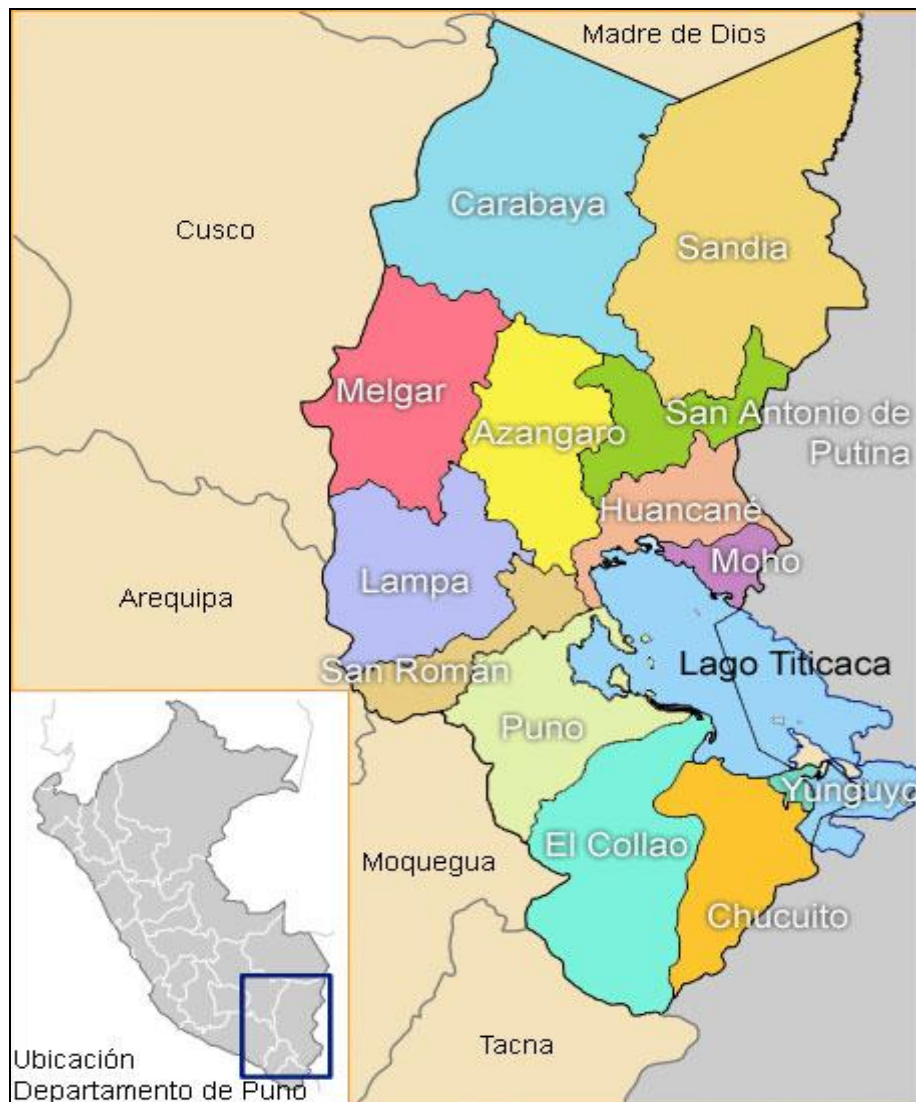 Madre de Dios
Carabaya
Cusco
Sandia
Melgar
Azangaro
San Antonio de
Putina
Huancané
Moho
Lampa
Arequipa
San Román
Lago Titicaca
Puno
Yunguyo
El Collao
Moquegua
Chucuito
Tacna
Ubicación
Departamento de Puno